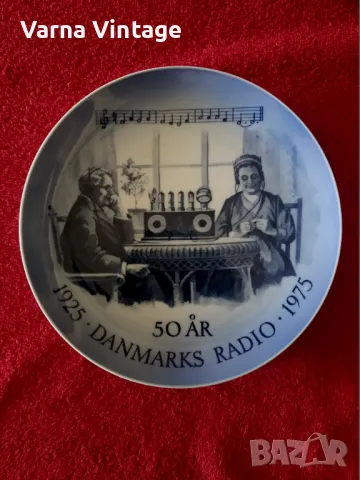 Varna Vintage
50 ÅR
1925 · DANMARKS RADIO · 1975
BAZAR